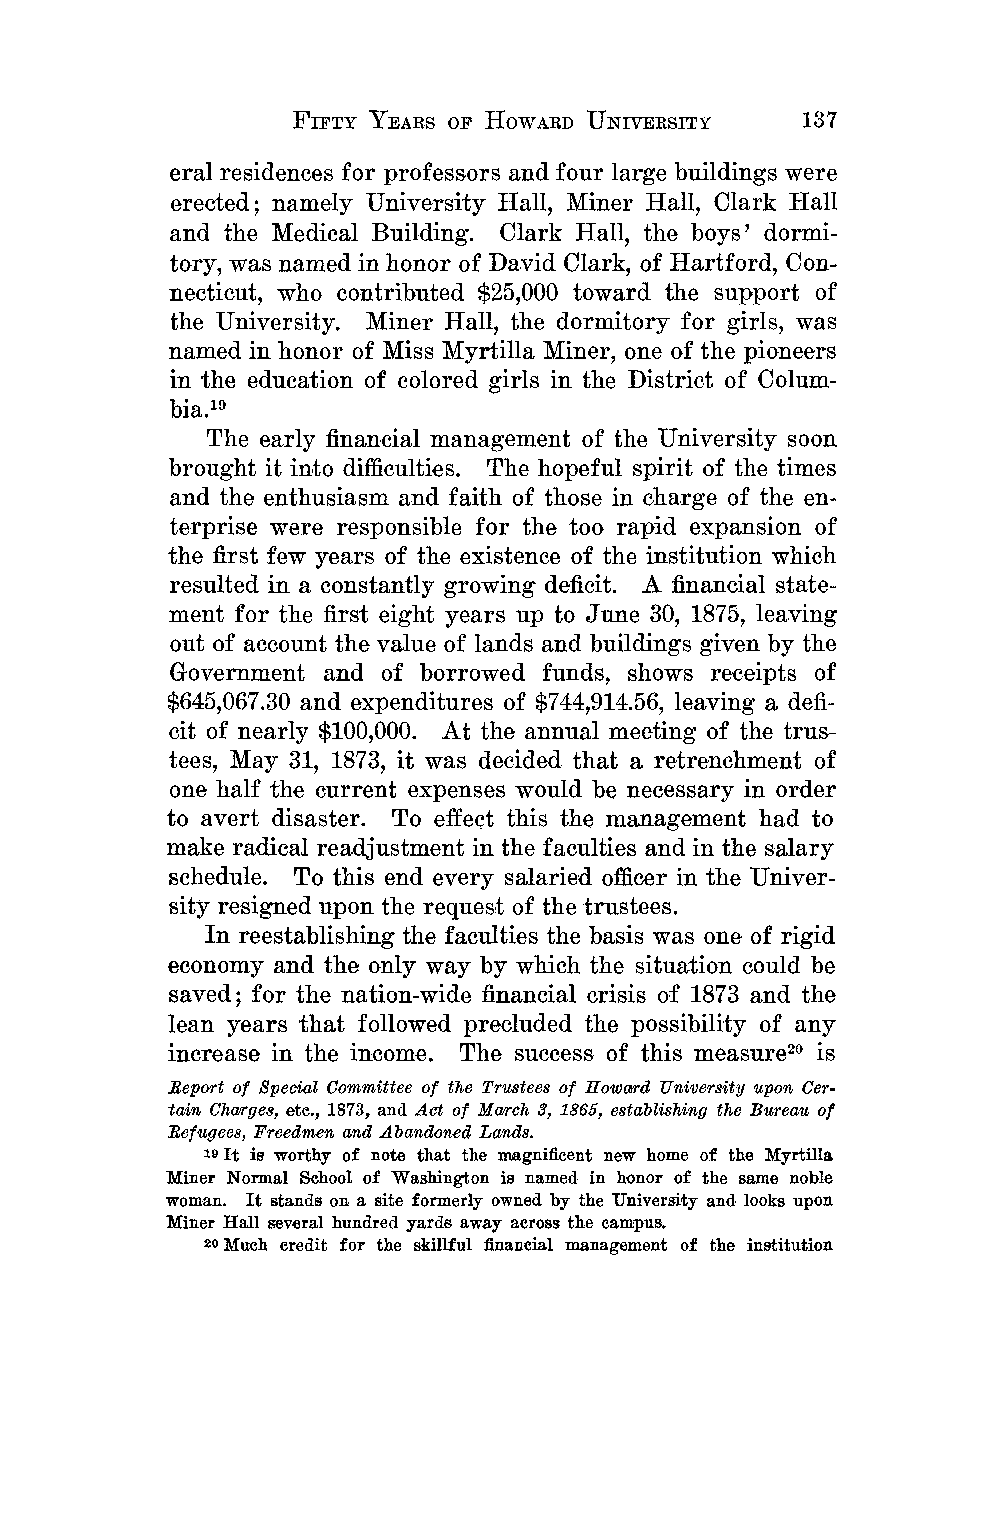 FIFTY YEARS OF HOWARD UNIVERSITY 137
eral residences for professors and four large buildings were
erected; namely University Hall, Miner Hall, Clark Hall
and the Medical Building. Clark Hall, the boys' dormi-
tory, was named in honor of David Clark, of Hartford, Con-
necticut, who contributed $25,000 toward the support of
the University. Miner Hall, the dormitory for girls, was
named in honor of Miss Myrtilla Miner, one of the pioneers
in the education of colored girls in the District of Colum-
bia.¹⁹
The early financial management of the University soon
brought it into difficulties. The hopeful spirit of the times
and the enthusiasm and faith of those in charge of the en-
terprise were responsible for the too rapid expansion of
the first few years of the existence of the institution which
resulted in a constantly growing deficit. A financial state-
ment for the first eight years up to June 30, 1875, leaving
out of account the value of lands and buildings given by the
Government and of borrowed funds, shows receipts of
$645,067.30 and expenditures of $744,914.56, leaving a defi-
cit of nearly $100,000. At the annual meeting of the trus-
tees, May 31, 1873, it was decided that a retrenchment of
one half the current expenses would be necessary in order
to avert disaster. To effect this the management had to
make radical readjustment in the faculties and in the salary
schedule. To this end every salaried officer in the Univer-
sity resigned upon the request of the trustees.
In reestablishing the faculties the basis was one of rigid
economy and the only way by which the situation could be
saved; for the nation-wide financial crisis of 1873 and the
lean years that followed precluded the possibility of any
increase in the income. The success of this measure²⁰ is
Report of Special Committee of the Trustees of Howard University upon Cer-
tain Charges, etc., 1873, and Act of March 3, 1865, establishing the Bureau of
Refugees, Freedmen and Abandoned Lands.
¹⁹ It is worthy of note that the magnificent new home of the Myrtilla
Miner Normal School of Washington is named in honor of the same noble
woman. It stands on a site formerly owned by the University and looks upon
Miner Hall several hundred yards away across the campus.
²⁰ Much credit for the skillful financial management of the institution